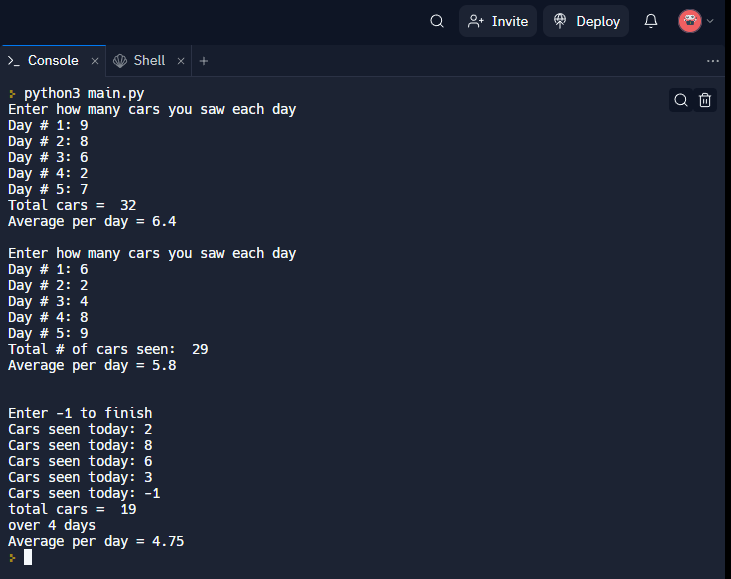 Invite
Deploy
Console
Shell
python3 main.py
Enter how many cars you saw each day
Day # 1: 9
Day # 2: 8
Day # 3: 6
Day # 4: 2
Day # 5: 7
Total cars =  32
Average per day = 6.4
Enter how many cars you saw each day
Day # 1: 6
Day # 2: 2
Day # 3: 4
Day # 4: 8
Day # 5: 9
Total # of cars seen:  29
Average per day = 5.8
Enter -1 to finish
Cars seen today: 2
Cars seen today: 8
Cars seen today: 6
Cars seen today: 3
Cars seen today: -1
total cars =  19
over 4 days
Average per day = 4.75